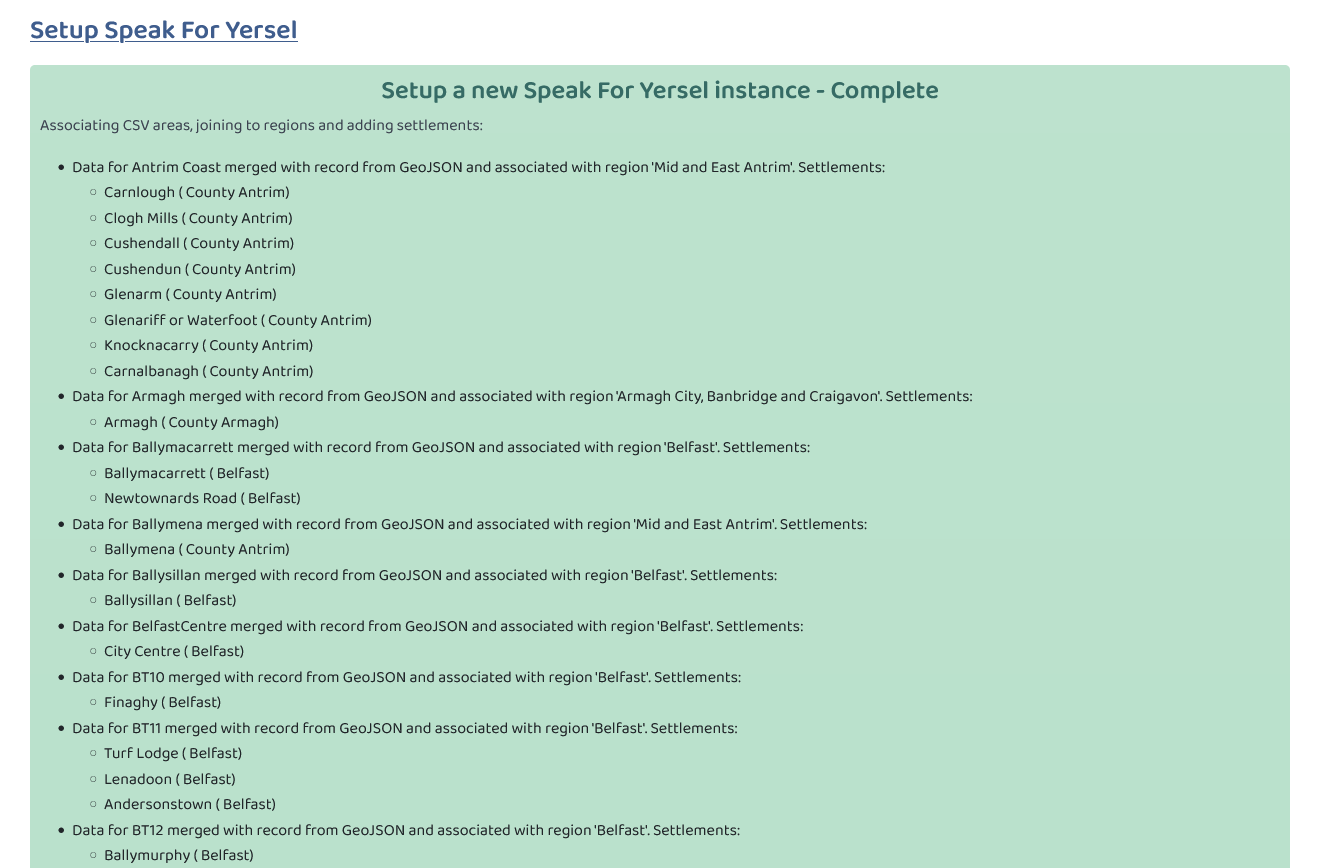 Setup Speak For Yersel
Setup a new Speak For Yersel instance - Complete
Associating CSV areas, joining to regions and adding settlements:
Data for Antrim Coast merged with record from GeoJSON and associated with region 'Mid and East Antrim'. Settlements:
Carnlough ( County Antrim)
Clogh Mills ( County Antrim)
Cushendall ( County Antrim)
Cushendun ( County Antrim)
Glenarm ( County Antrim)
Glenariff or Waterfoot ( County Antrim)
Knocknacarry ( County Antrim)
Carnalbanagh ( County Antrim)
Data for Armagh merged with record from GeoJSON and associated with region 'Armagh City, Banbridge and Craigavon'. Settlements:
Armagh ( County Armagh)
Data for Ballymacarrett merged with record from GeoJSON and associated with region 'Belfast'. Settlements:
Ballymacarrett ( Belfast)
Newtownards Road ( Belfast)
Data for Ballymena merged with record from GeoJSON and associated with region 'Mid and East Antrim'. Settlements:
Ballymena ( County Antrim)
Data for Ballysillan merged with record from GeoJSON and associated with region 'Belfast'. Settlements:
Ballysillan ( Belfast)
Data for BelfastCentre merged with record from GeoJSON and associated with region 'Belfast'. Settlements:
City Centre ( Belfast)
Data for BT10 merged with record from GeoJSON and associated with region 'Belfast'. Settlements:
Finaghy ( Belfast)
Data for BT11 merged with record from GeoJSON and associated with region 'Belfast'. Settlements:
Turf Lodge ( Belfast)
Lenadoon ( Belfast)
Andersonstown ( Belfast)
Data for BT12 merged with record from GeoJSON and associated with region 'Belfast'. Settlements:
Ballymurphy ( Belfast)